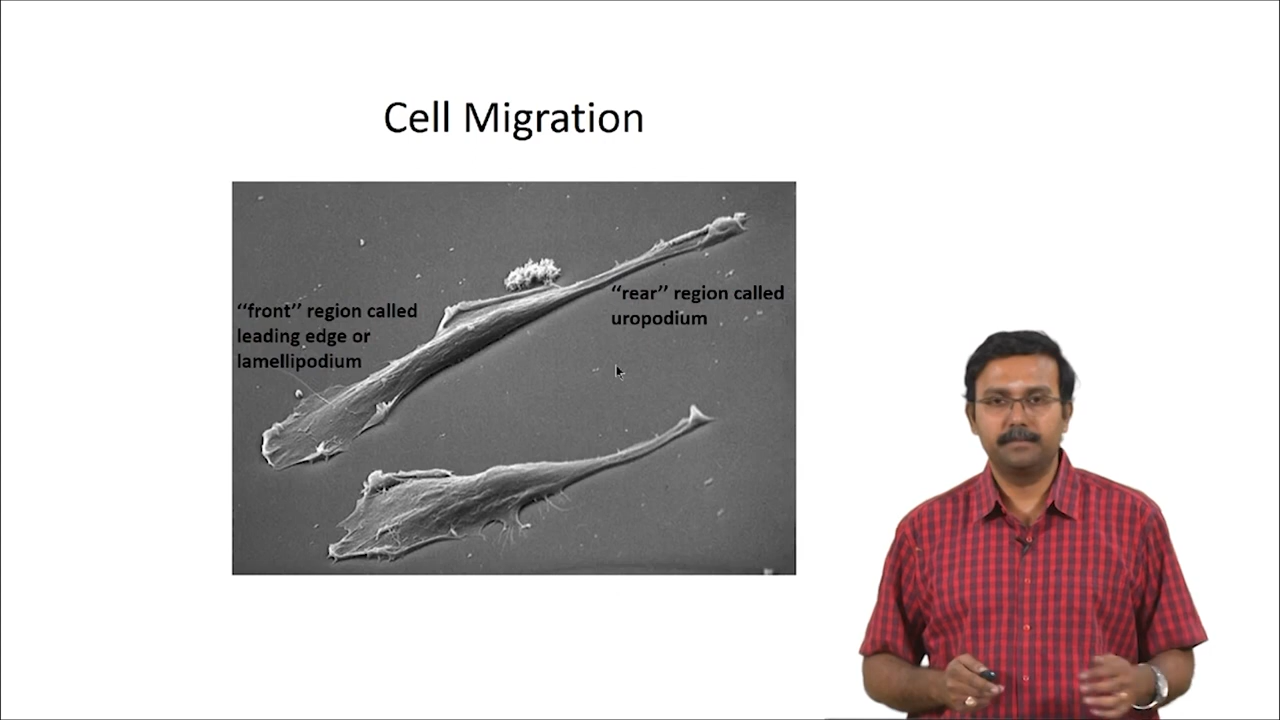 Cell Migration
“front” region called
leading edge or
lamellipodium
“rear” region called
uropodium